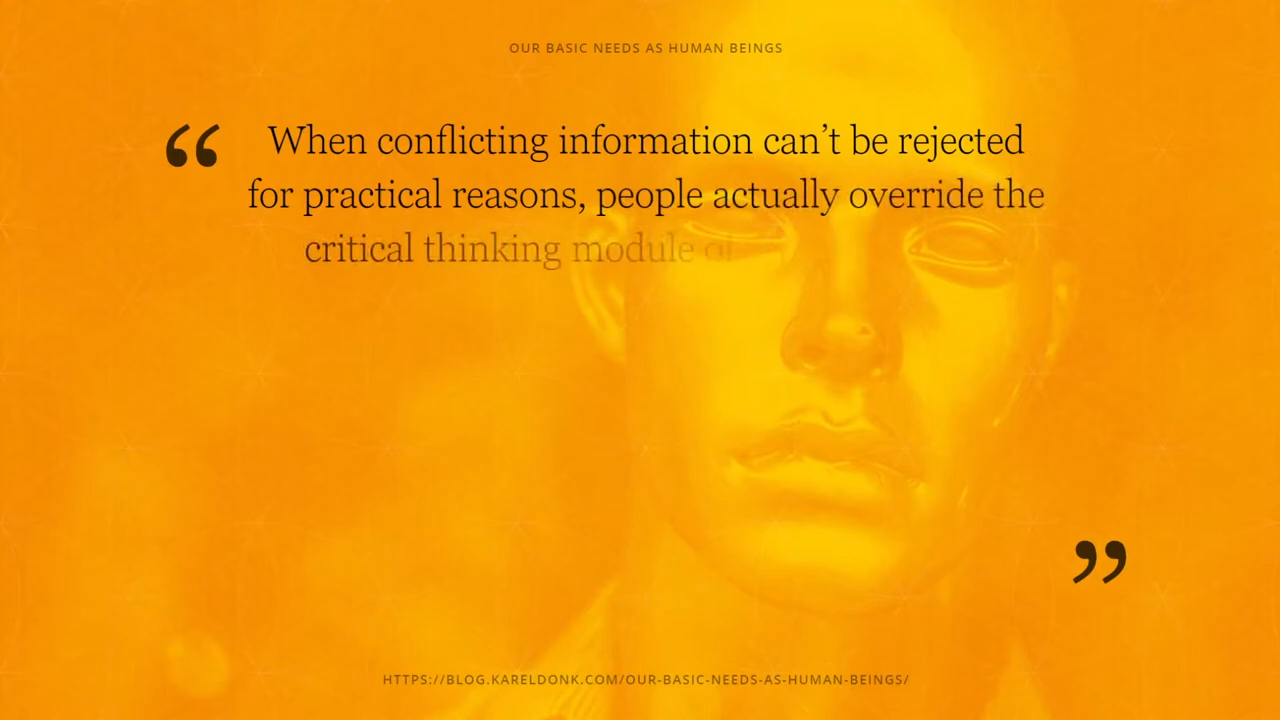 OUR BASIC NEEDS AS HUMAN BEINGS
“ When conflicting information can’t be rejected
for practical reasons, people actually override the
critical thinking module
”
HTTPS://BLOG.KARELDONK.COM/OUR-BASIC-NEEDS-AS-HUMAN-BEINGS/